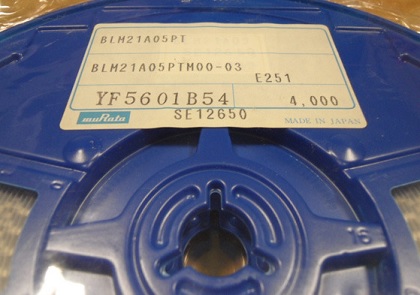 BLM21A05PT
BLM21A05PTM00-03
E251
YF5601B54 4,000
muRata SE12650 MADE IN JAPAN
16